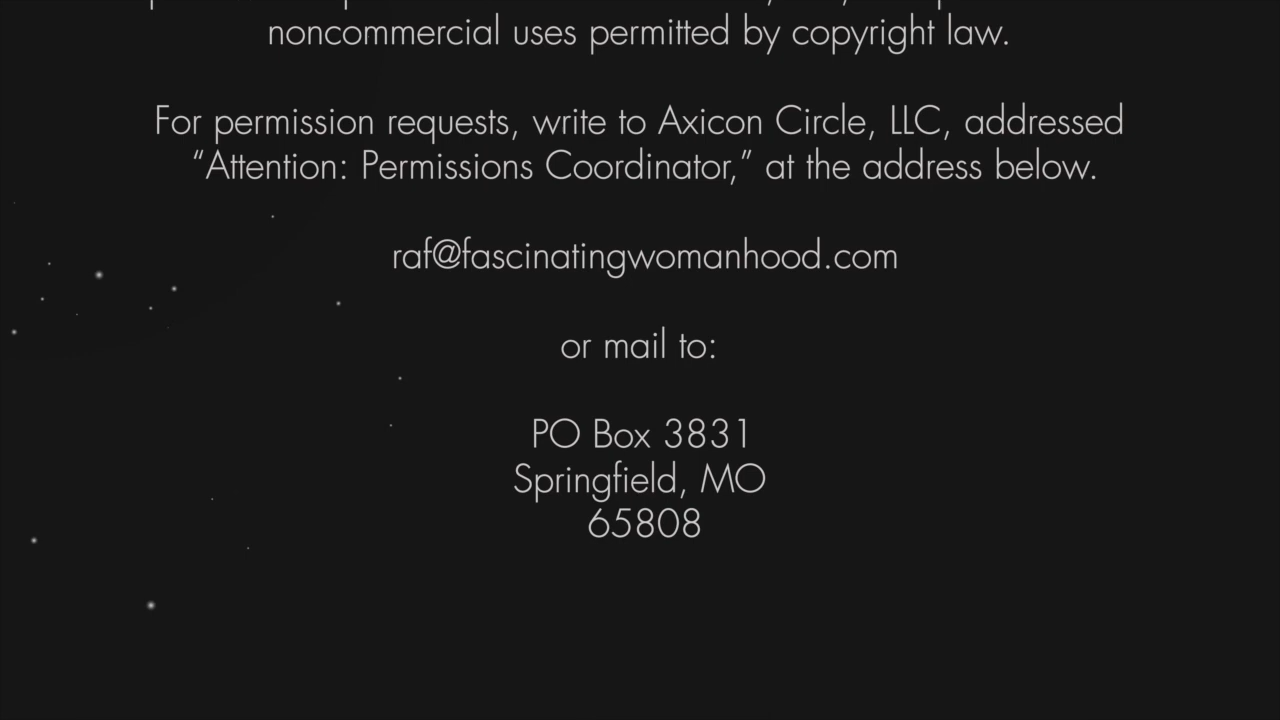 noncommercial uses permitted by copyright law.
For permission requests, write to Axicon Circle, LLC, addressed
“Attention: Permissions Coordinator,” at the address below.
raf@fascinatingwomanhood.com
or mail to:
PO Box 3831
Springfield, MO
65808